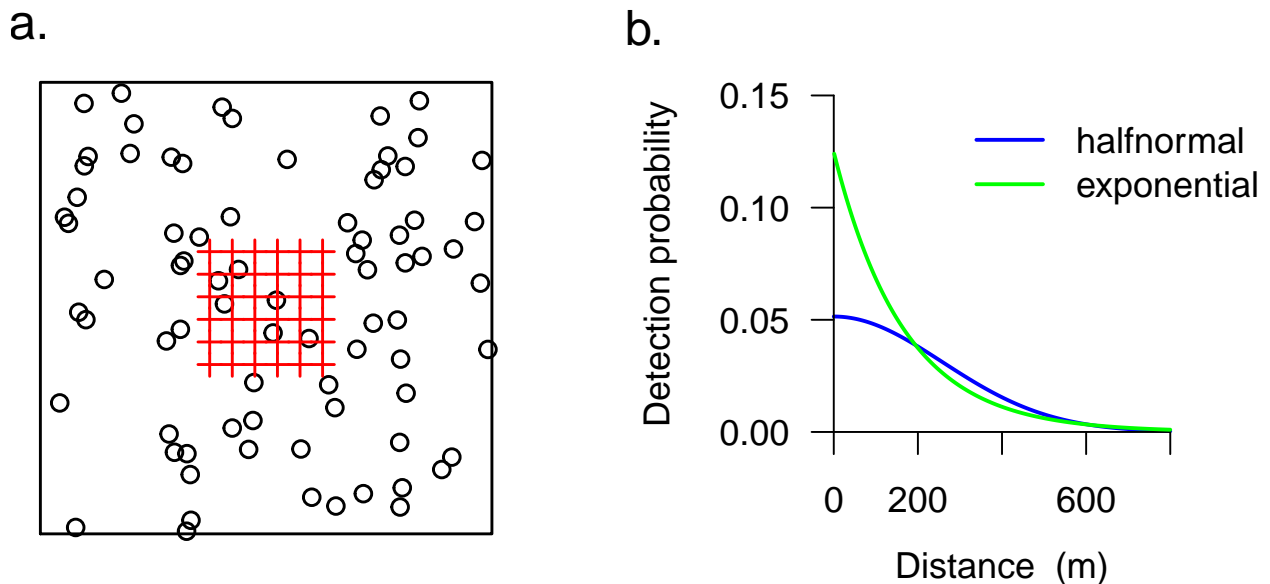 a.
b.
Detection probability
0.15
0.10
0.05
0.00
halfnormal
exponential
0 200 600
Distance (m)